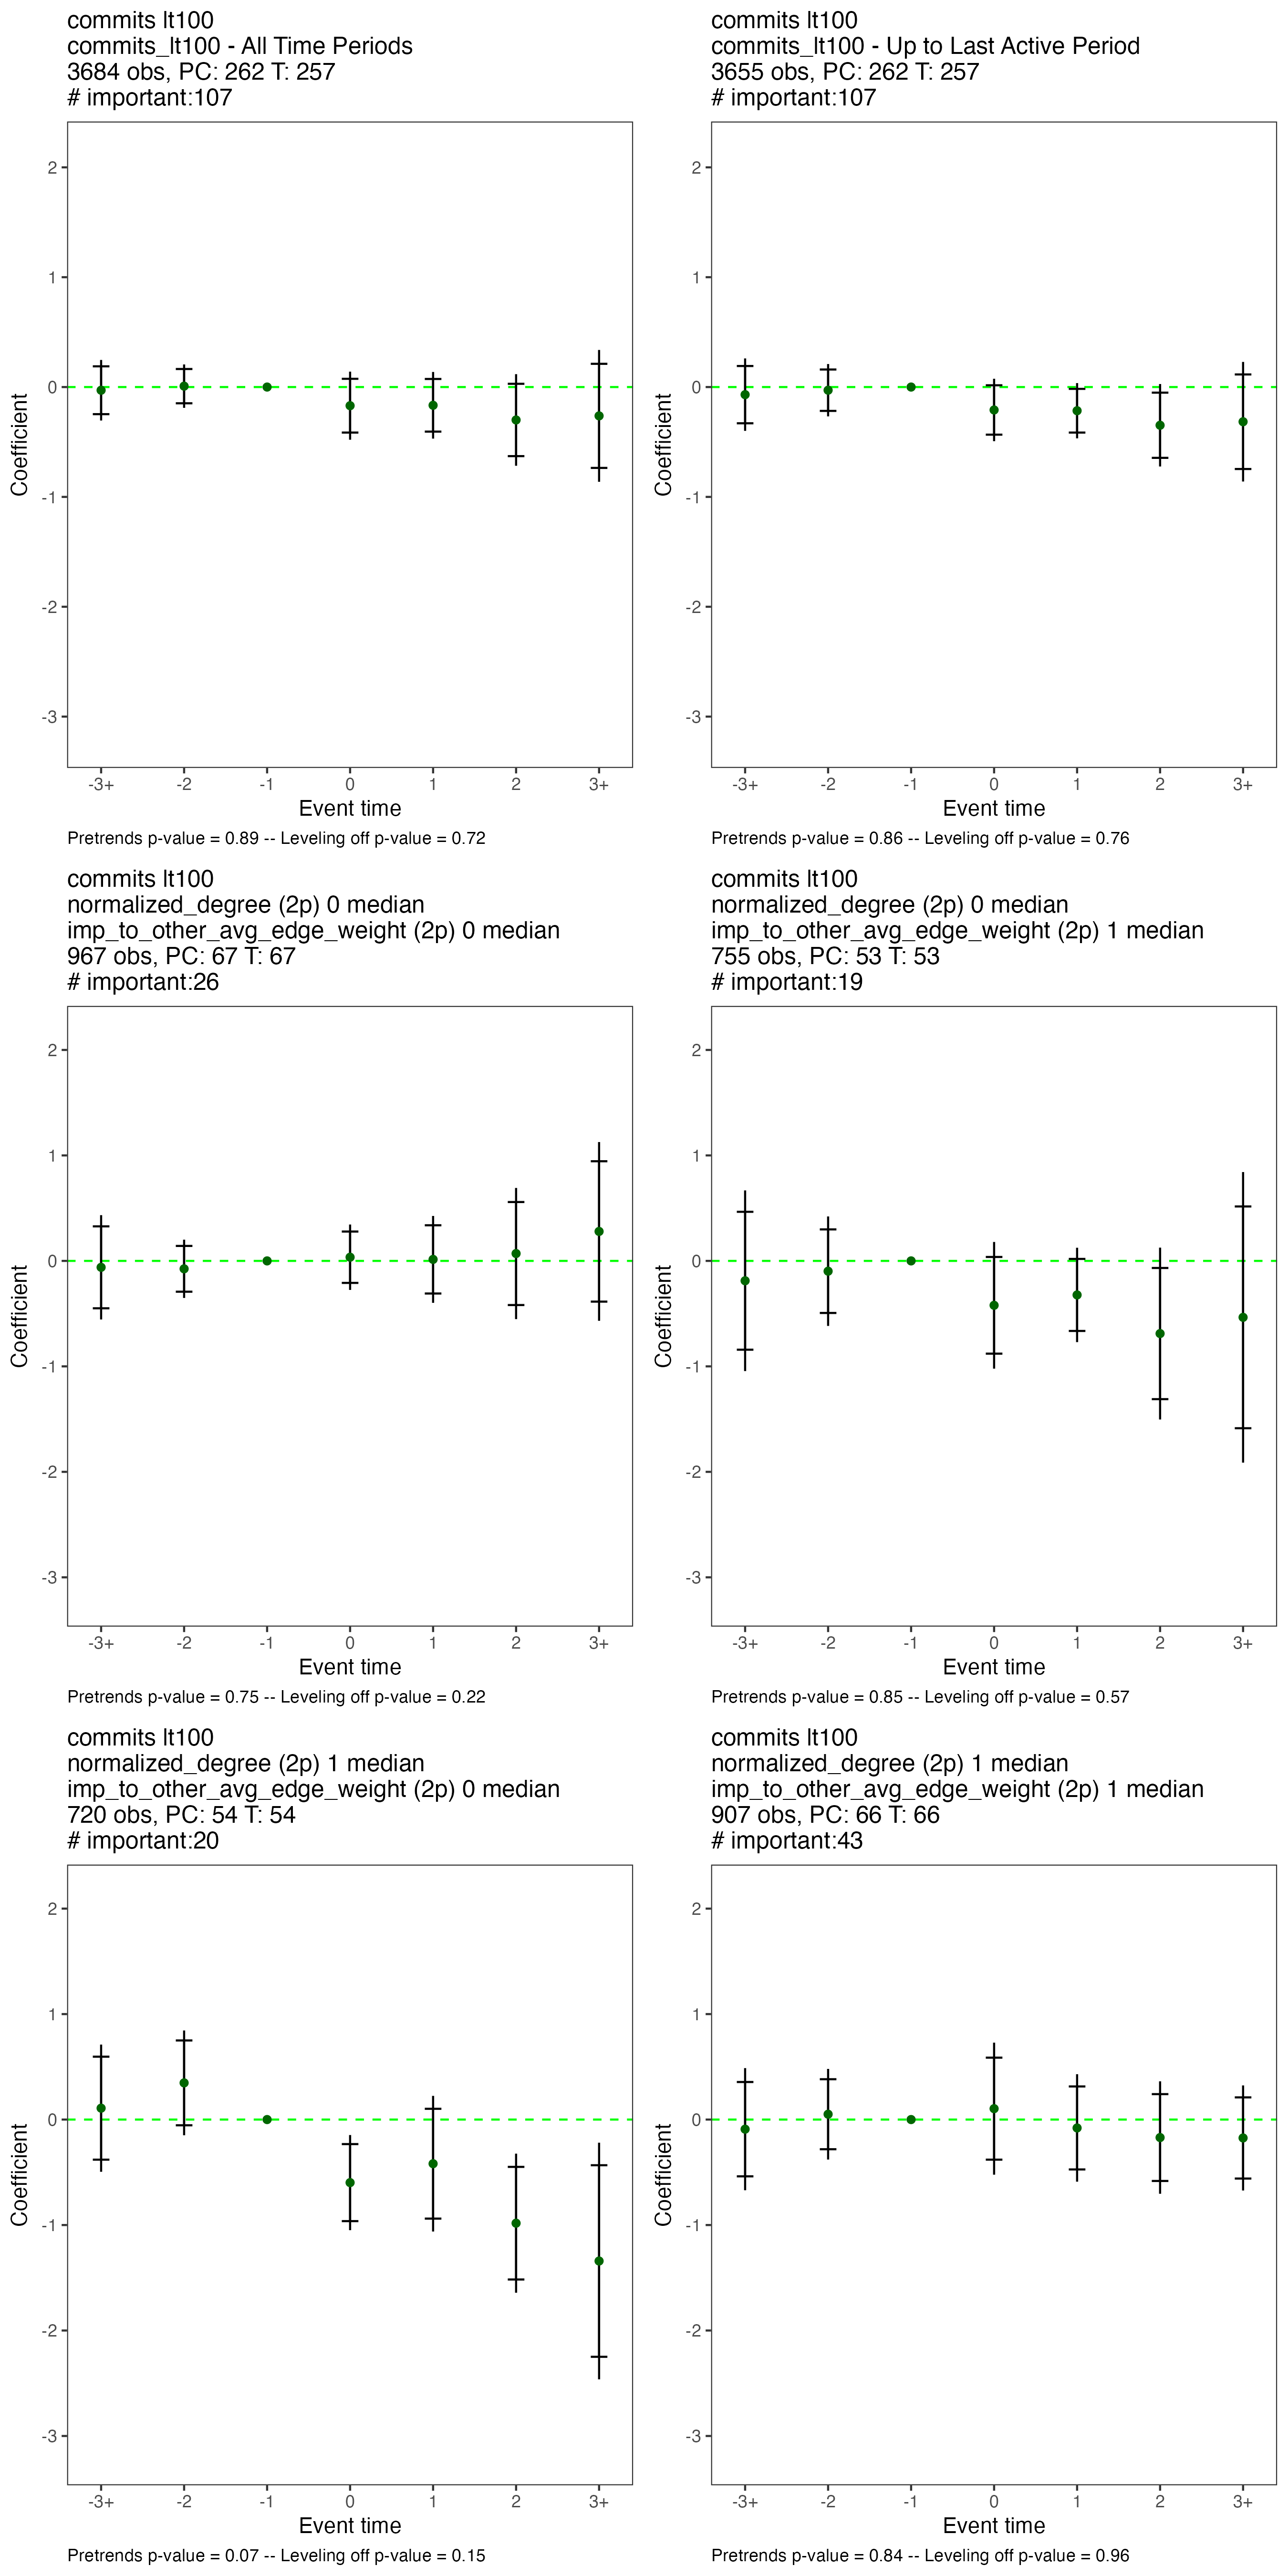 commits lt100
commits_lt100 - All Time Periods
3684 obs, PC: 262 T: 257
# important:107
2
1
0
-1
-2
-3
Coefficient
-3+ -2 -1 0 1 2 3+
Event time
Pretrends p-value = 0.89 -- Leveling off p-value = 0.72
commits lt100
commits_lt100 - Up to Last Active Period
3655 obs, PC: 262 T: 257
# important:107
2
1
0
-1
-2
-3
Coefficient
-3+ -2 -1 0 1 2 3+
Event time
Pretrends p-value = 0.86 -- Leveling off p-value = 0.76
commits lt100
normalized_degree (2p) 0 median
imp_to_other_avg_edge_weight (2p) 0 median
967 obs, PC: 67 T: 67
# important:26
2
1
0
-1
-2
-3
Coefficient
-3+ -2 -1 0 1 2 3+
Event time
Pretrends p-value = 0.75 -- Leveling off p-value = 0.22
commits lt100
normalized_degree (2p) 0 median
imp_to_other_avg_edge_weight (2p) 1 median
755 obs, PC: 53 T: 53
# important:19
2
1
0
-1
-2
-3
Coefficient
-3+ -2 -1 0 1 2 3+
Event time
Pretrends p-value = 0.85 -- Leveling off p-value = 0.57
commits lt100
normalized_degree (2p) 1 median
imp_to_other_avg_edge_weight (2p) 0 median
720 obs, PC: 54 T: 54
# important:20
2
1
0
-1
-2
-3
Coefficient
-3+ -2 -1 0 1 2 3+
Event time
Pretrends p-value = 0.07 -- Leveling off p-value = 0.15
commits lt100
normalized_degree (2p) 1 median
imp_to_other_avg_edge_weight (2p) 1 median
907 obs, PC: 66 T: 66
# important:43
2
1
0
-1
-2
-3
Coefficient
-3+ -2 -1 0 1 2 3+
Event time
Pretrends p-value = 0.84 -- Leveling off p-value = 0.96